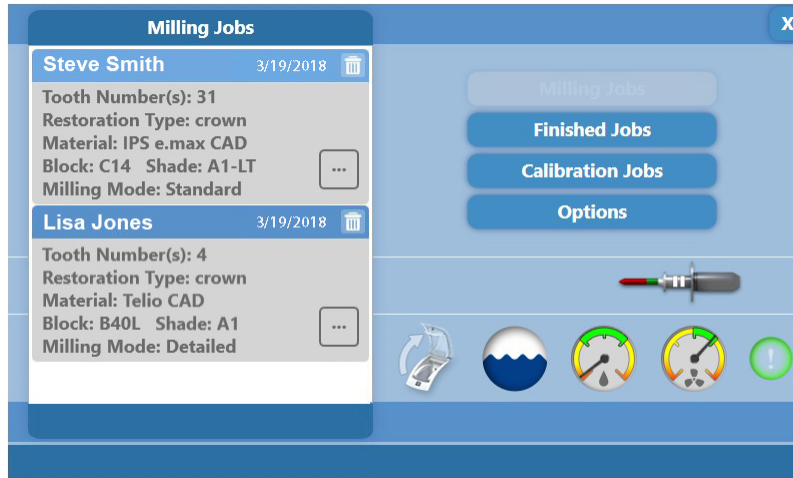 Milling Jobs
X
Steve Smith 3/19/2018
Tooth Number(s): 31
Restoration Type: crown
Material: IPS e.max CAD
Block: C14 Shade: A1-LT
Milling Mode: Standard
...
Lisa Jones 3/19/2018
Tooth Number(s): 4
Restoration Type: crown
Material: Telio CAD
Block: B40L Shade: A1
Milling Mode: Detailed
...
Milling Jobs
Finished Jobs
Calibration Jobs
Options
!